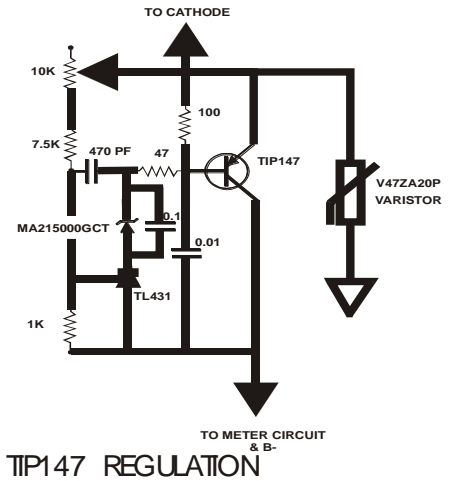 TO CATHODE
10K
100
7.5K
470 PF
47
TIP147
V47ZA20P
VARISTOR
MA215000GCT
0.1
0.01
TL431
1K
TO METER CIRCUIT
& B-
TIP147 REGULATION